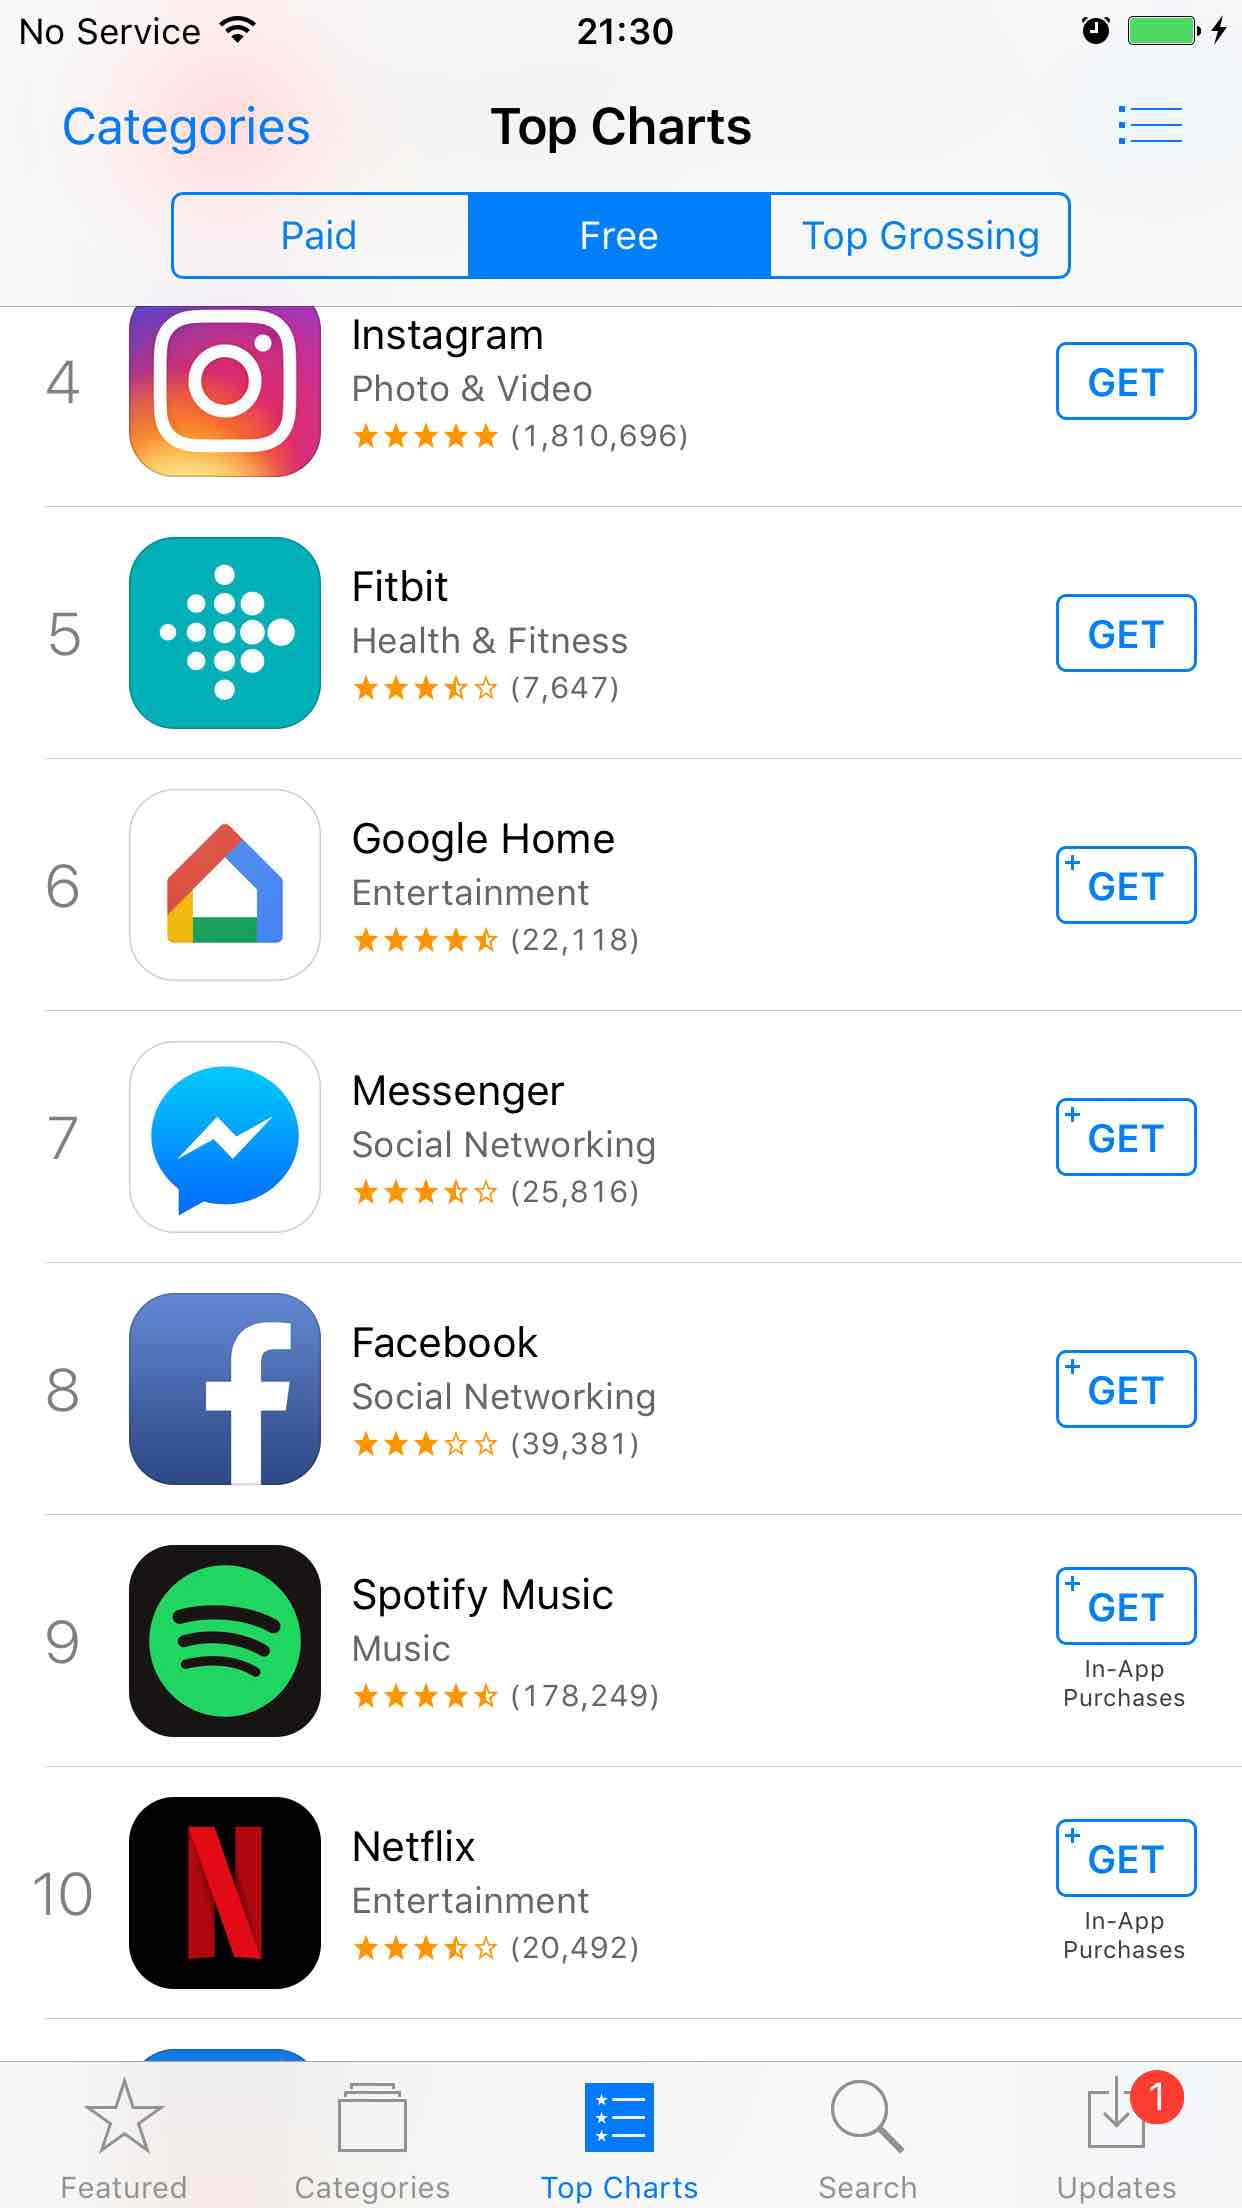 No Service 21:30
Categories Top Charts
Paid Free Top Grossing
4 Instagram
Photo & Video GET
(1,810,696)
5 Fitbit
Health & Fitness GET
(7,647)
6 Google Home
Entertainment + GET
(22,118)
7 Messenger
Social Networking + GET
(25,816)
8 Facebook
Social Networking + GET
(39,381)
9 Spotify Music + GET
Music In-App
(178,249) Purchases
10 Netflix + GET
Entertainment In-App
(20,492) Purchases
1
Featured Categories Top Charts Search Updates